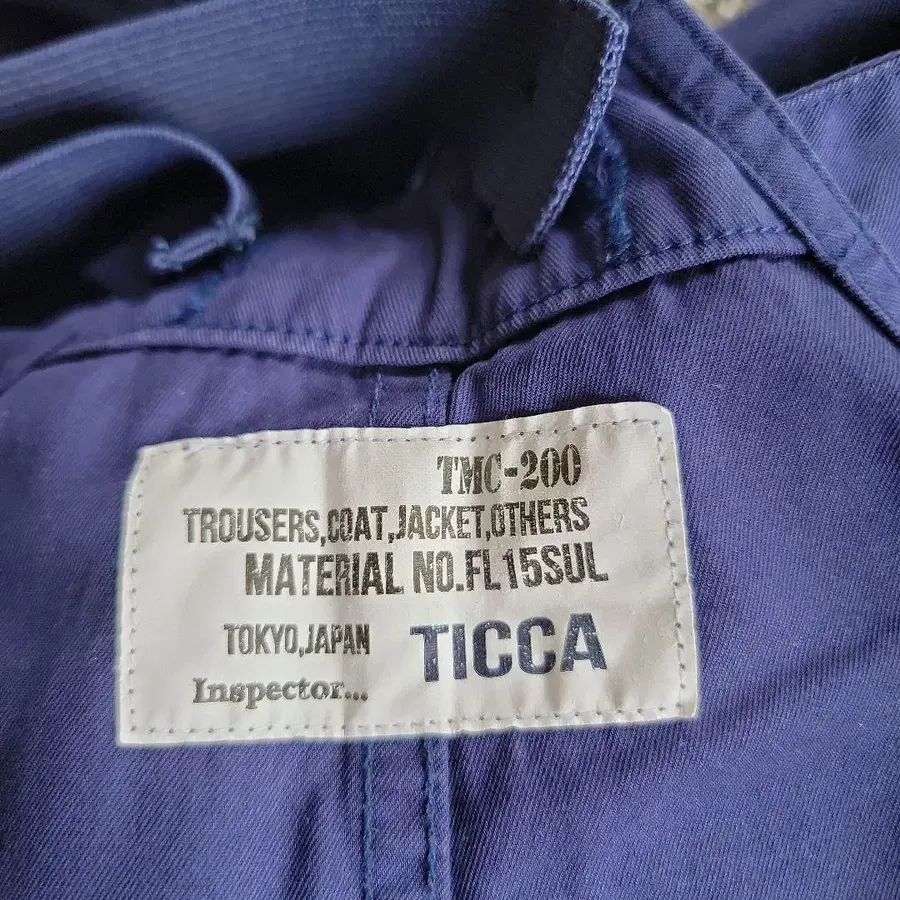 TMC-200
TROUSERS,COAT,JACKET,OTHERS
MATERIAL NO.FL15SUL
TOKYO,JAPAN TICCA
Inspector...